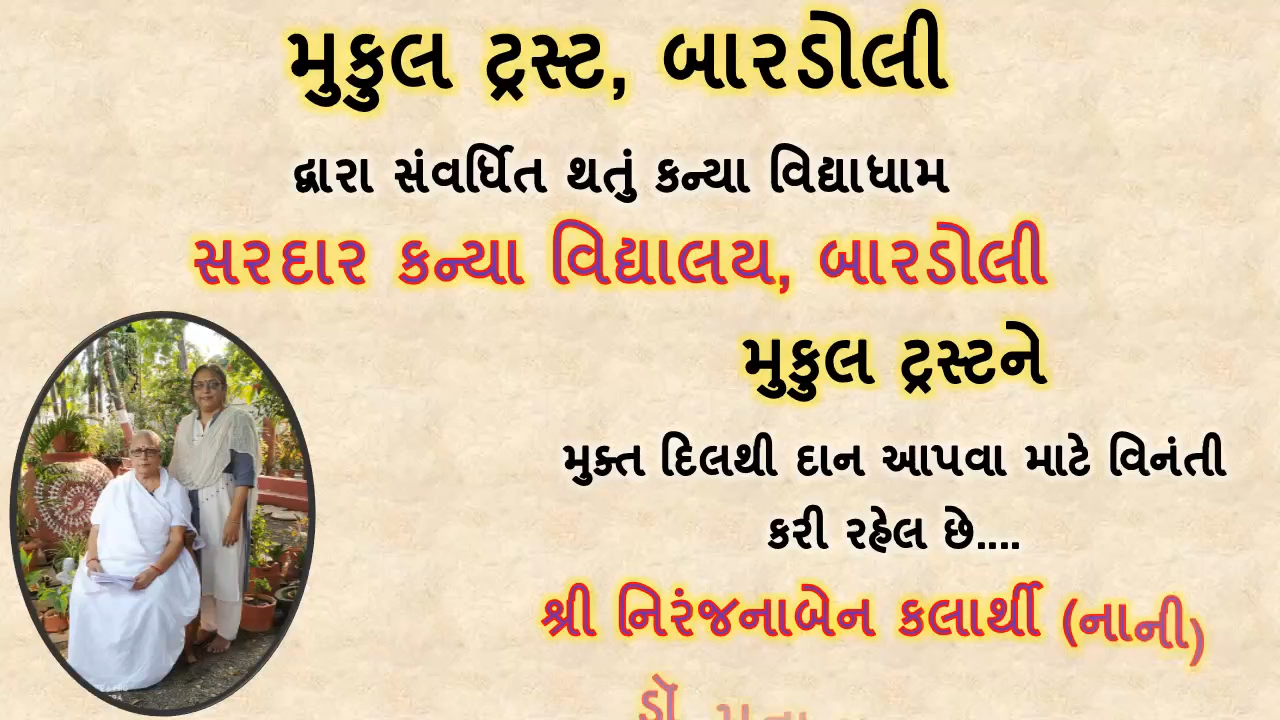 મુકુલ ટ્રસ્ટ, બારડોલી
દ્વારા સંવર્ધિત થતું કન્યા વિદ્યાધામ
સરદાર કન્યા વિદ્યાલય, બારડોલી
મુકુલ ટ્રસ્ટને
મુક્ત દિલથી દાન આપવા માટે વિનંતી
કરી રહેલ છે....
શ્રી નિરંજનાબેન કલાર્થી (નાની)
ડૉ